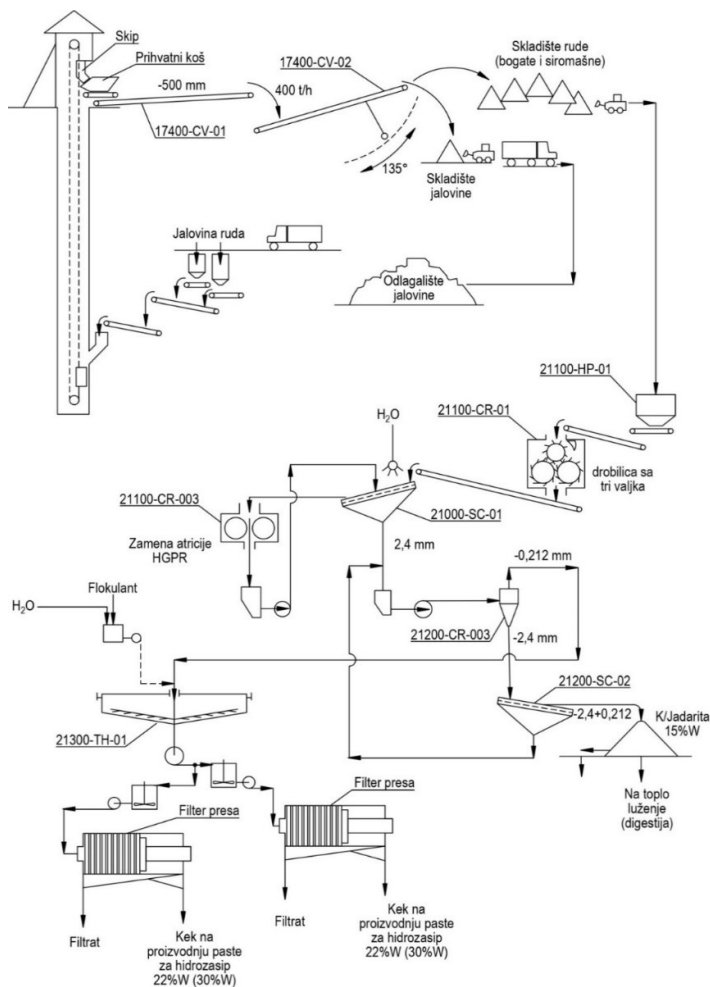 Skip
Prihvatni koš
-500 mm
17400-CV-01
17400-CV-02
400 t/h
135°
Skladište rude
(bogate i siromašne)
Skladište
jalovine
Jalovina ruda
Odlagalište
jalovine
21100-HP-01
21100-CR-01
drobilica sa
tri valjka
H₂O
21100-CR-003
21000-SC-01
Zamena atricije
HGPR
2,4 mm
-0,212 mm
21200-CR-003
-2,4 mm
Flokulant
H₂O
21200-SC-02
-2,4+0,212
K/Jadarita
15%W
21300-TH-01
Na toplo
luženje
(digestija)
Filter presa
Filter presa
Filtrat
Kek na
proizvodnju paste
za hidrozasip
22%W (30%W)
Filtrat
Kek na
proizvodnju paste
za hidrozasip
22%W (30%W)